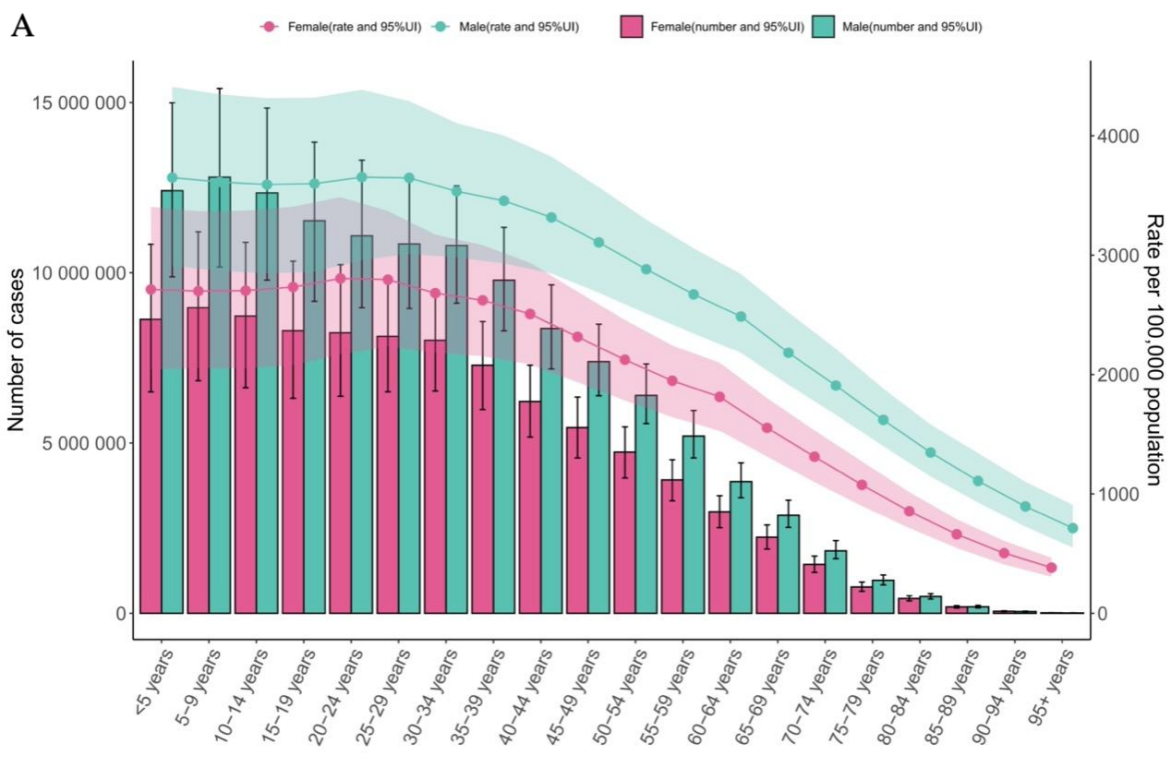 A
Female(rate and 95%UI) Male(rate and 95%UI) Female(number and 95%UI) Male(number and 95%UI)
Number of cases
15 000 000
10 000 000
5 000 000
0
Rate per 100,000 population
4000
3000
2000
1000
0
<5 years
5–9 years
10–14 years
15–19 years
20–24 years
25–29 years
30–34 years
35–39 years
40–44 years
45–49 years
50–54 years
55–59 years
60–64 years
65–69 years
70–74 years
75–79 years
80–84 years
85–89 years
90–94 years
95+ years